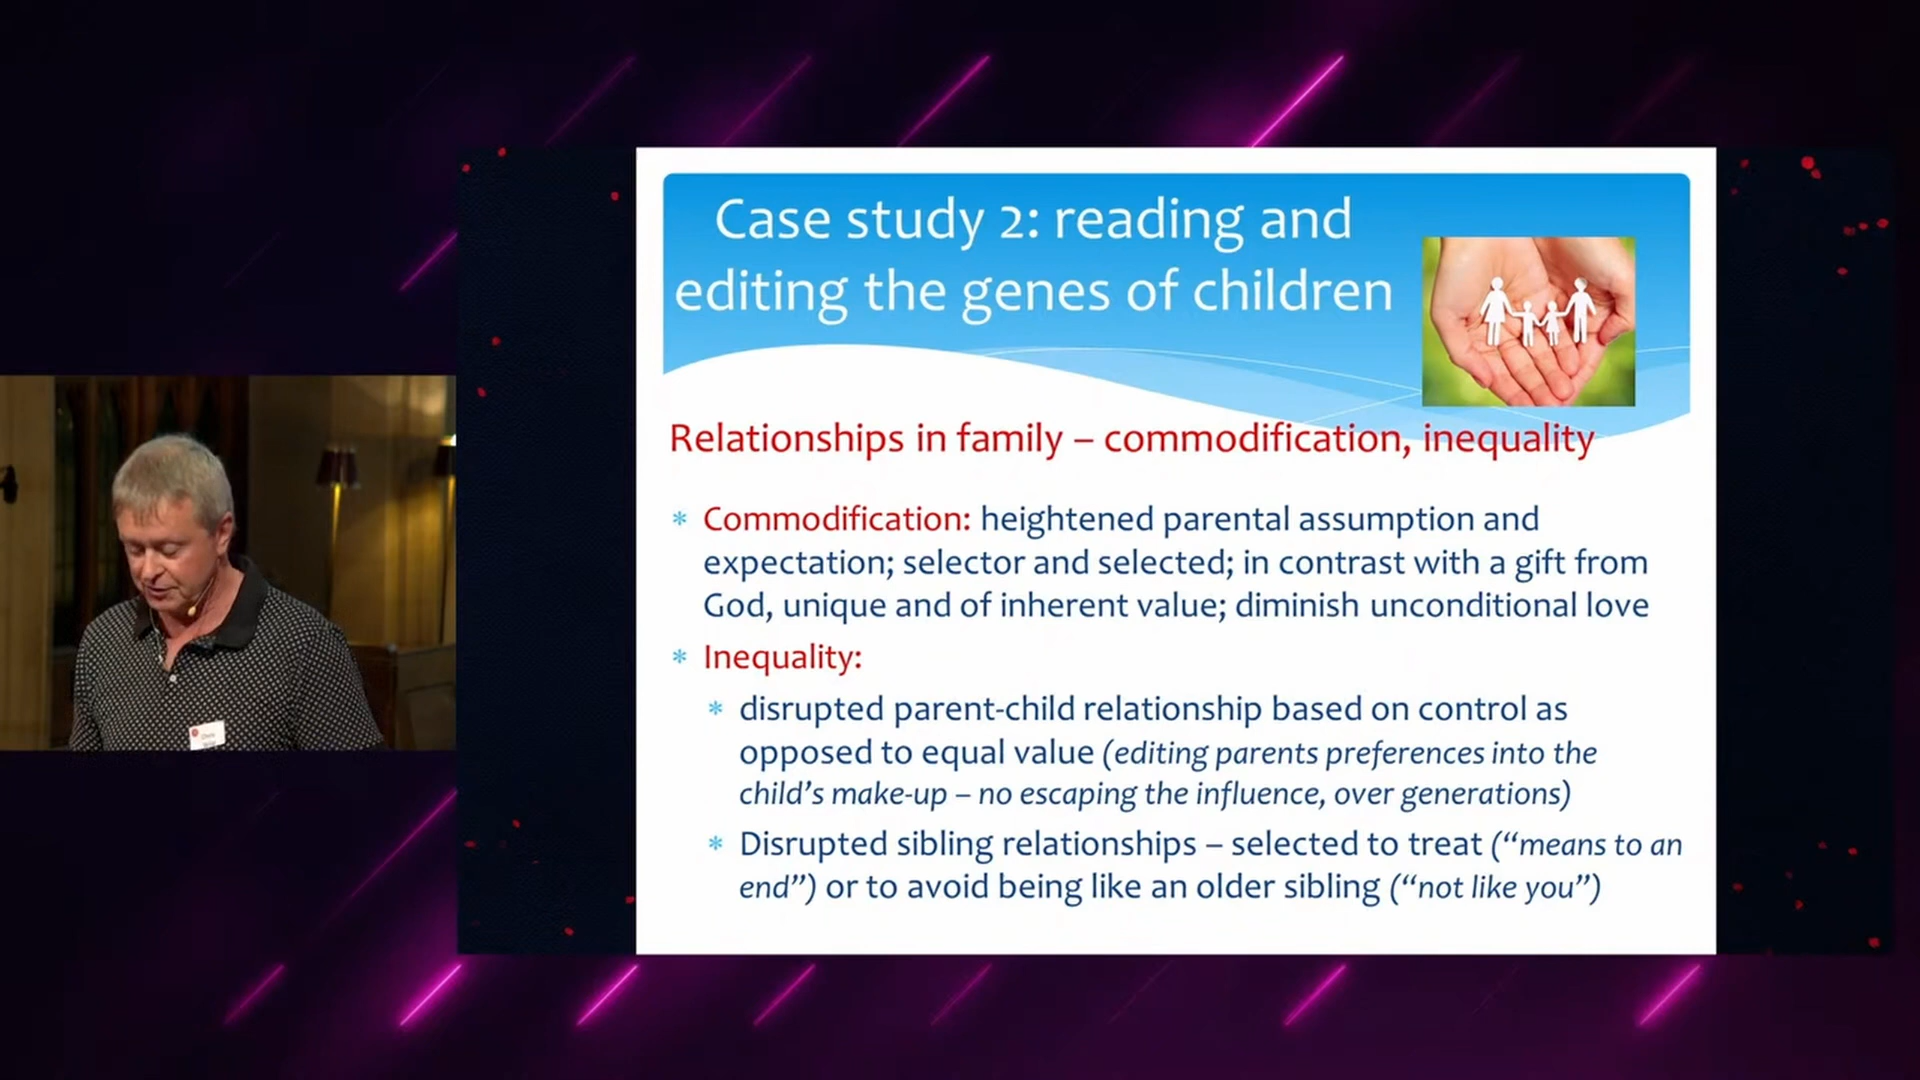 Case study 2: reading and
editing the genes of children
Relationships in family – commodification, inequality
* Commodification: heightened parental assumption and
expectation; selector and selected; in contrast with a gift from
God, unique and of inherent value; diminish unconditional love
* Inequality:
* disrupted parent-child relationship based on control as
opposed to equal value (editing parents preferences into the
child’s make-up – no escaping the influence, over generations)
* Disrupted sibling relationships – selected to treat (“means to an
end”) or to avoid being like an older sibling (“not like you”)